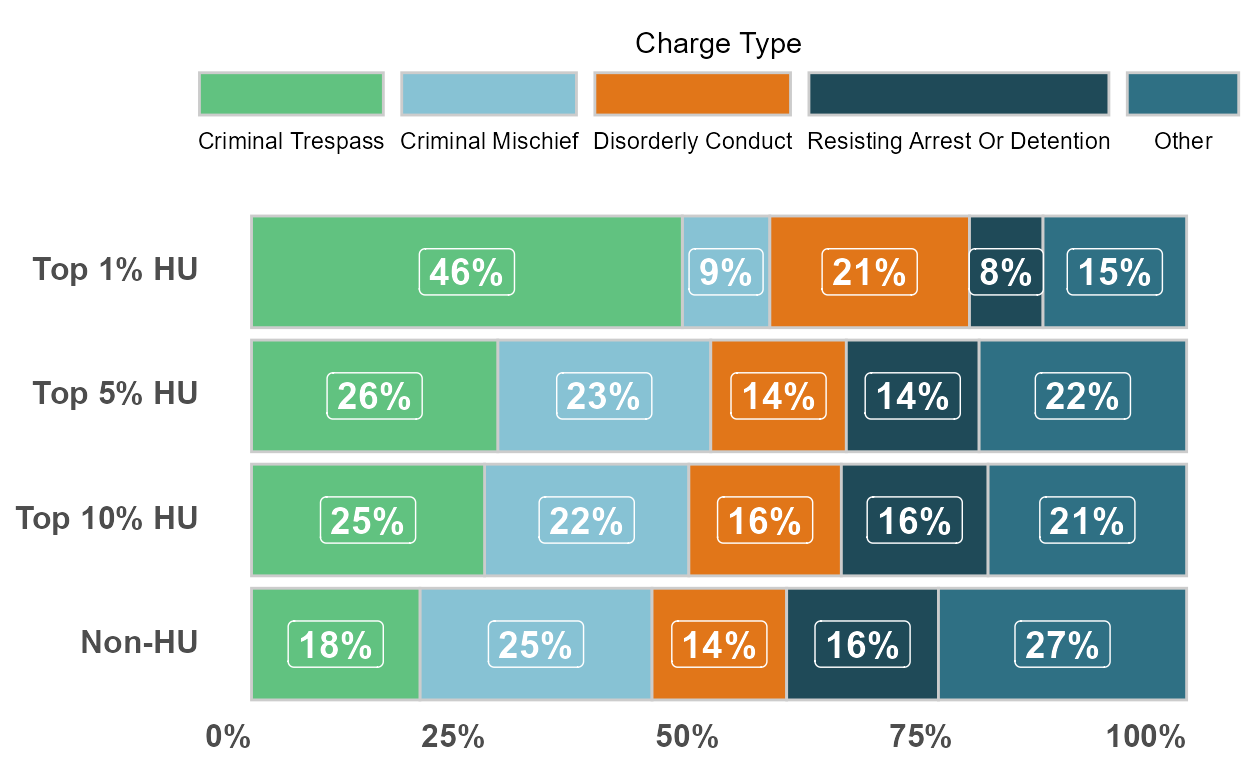 Charge Type
Criminal Trespass Criminal Mischief Disorderly Conduct Resisting Arrest Or Detention Other
Top 1% HU 46% 9% 21% 8% 15%
Top 5% HU 26% 23% 14% 14% 22%
Top 10% HU 25% 22% 16% 16% 21%
Non-HU 18% 25% 14% 16% 27%
0% 25% 50% 75% 100%